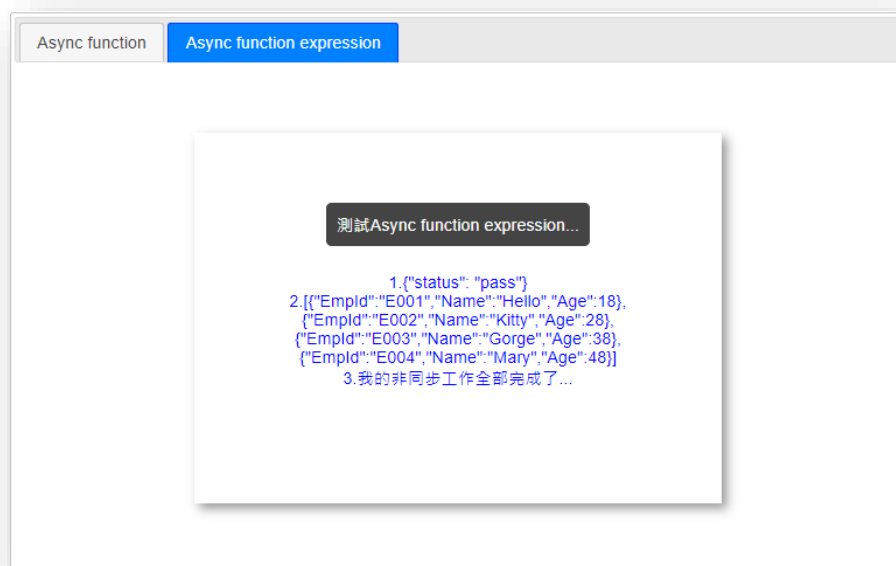 Async function
Async function expression
測試Async function expression...
1.{"status": "pass"}
2.[{"EmpId":"E001","Name":"Hello","Age":18},
{"EmpId":"E002","Name":"Kitty","Age":28},
{"EmpId":"E003","Name":"Gorge","Age":38},
{"EmpId":"E004","Name":"Mary","Age":48}]
3.我的非同步工作全部完成了...